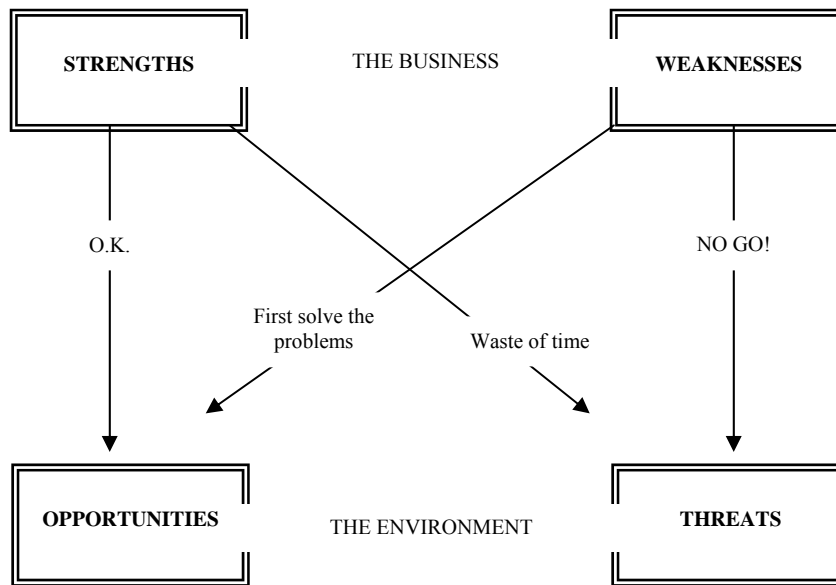 STRENGTHS
THE BUSINESS
WEAKNESSES
O.K.
NO GO!
First solve the
problems
Waste of time
OPPORTUNITIES
THE ENVIRONMENT
THREATS